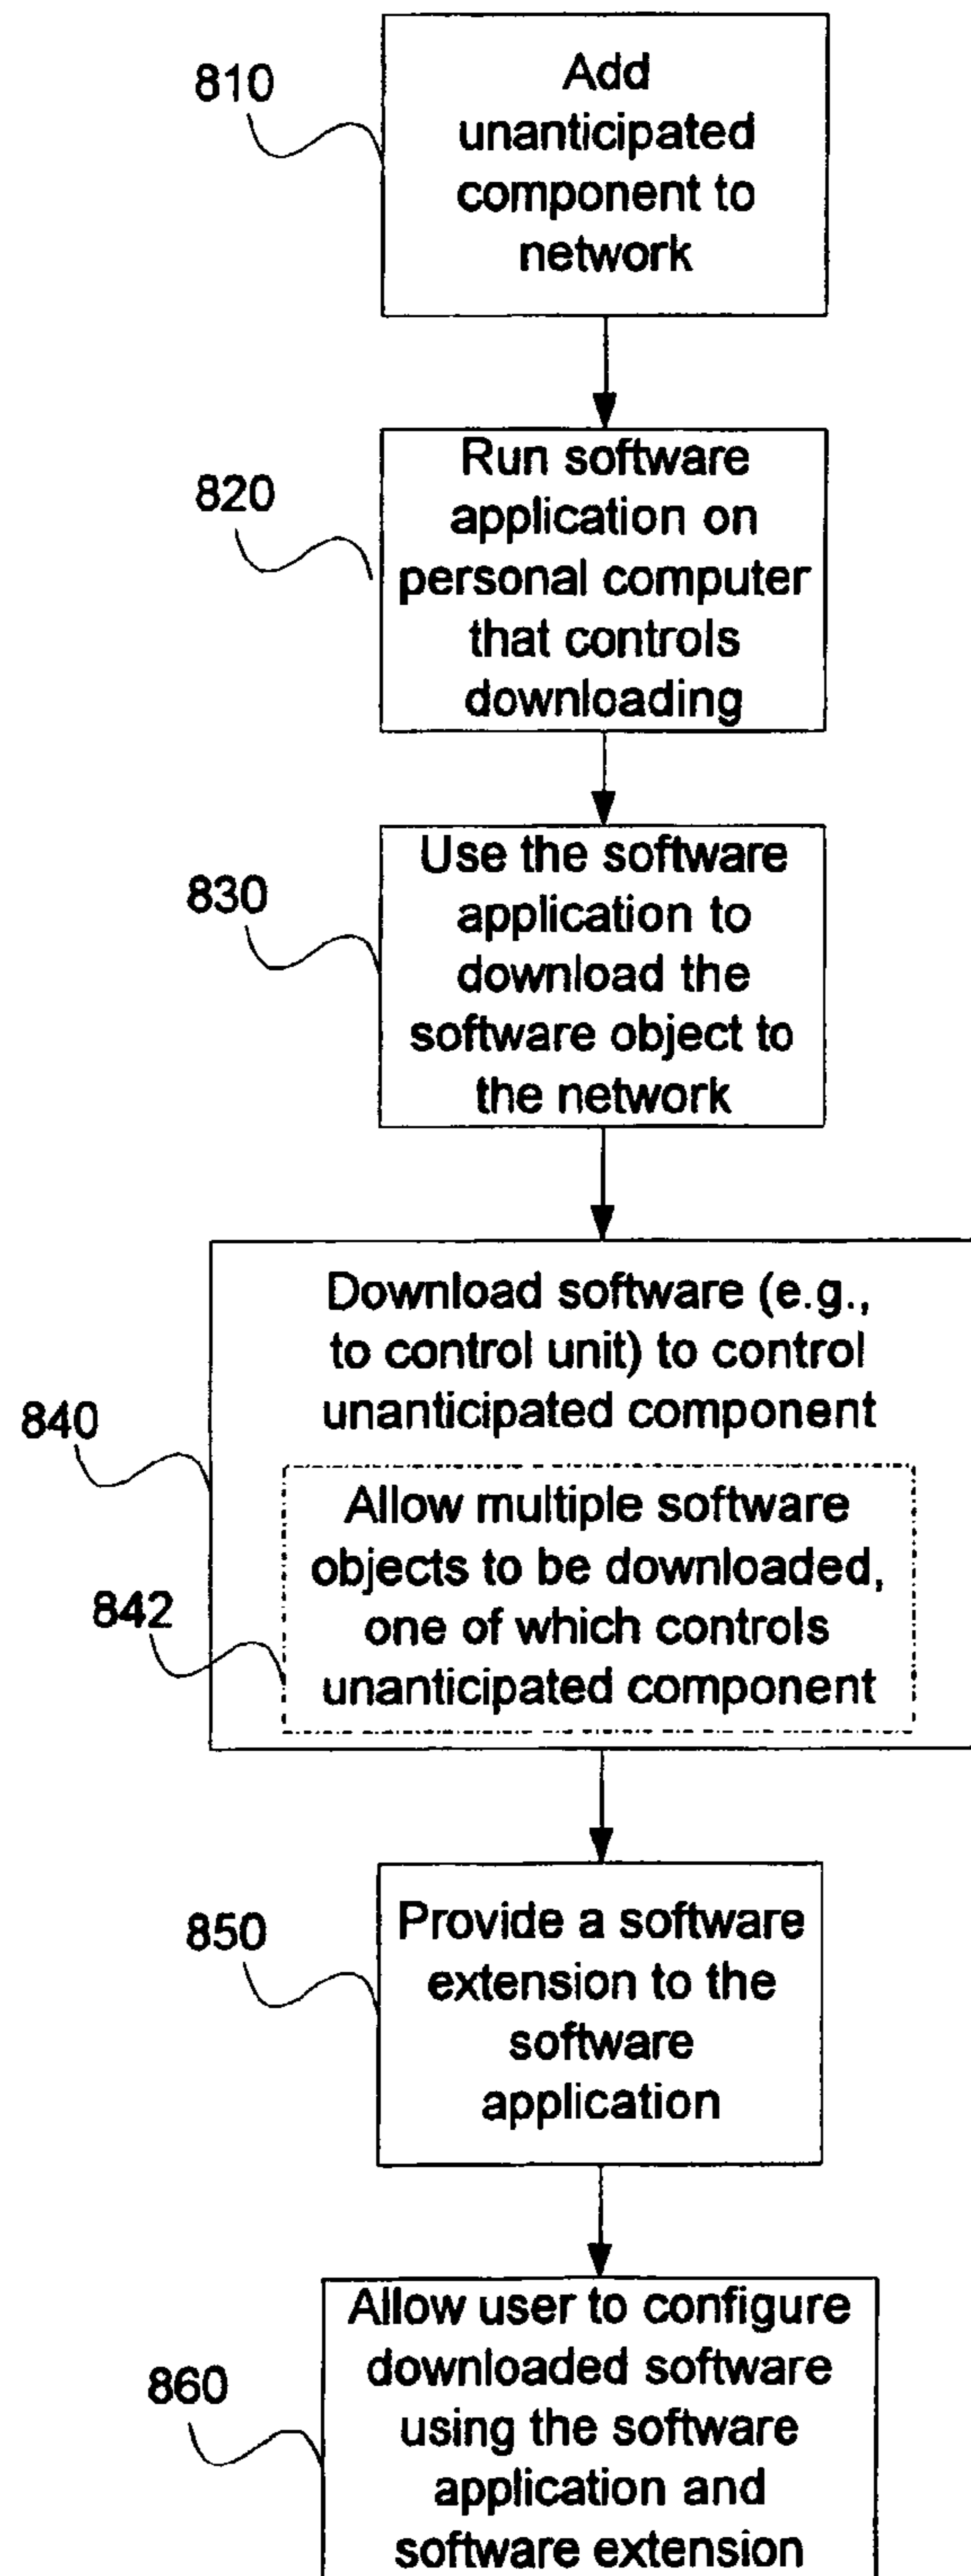 810
Add
unanticipated
component to
network
820
Run software
application on
personal computer
that controls
downloading
830
Use the software
application to
download the
software object to
the network
840
Download software (e.g.,
to control unit) to control
unanticipated component
842
Allow multiple software
objects to be downloaded,
one of which controls
unanticipated component
850
Provide a software
extension to the
software
application
860
Allow user to configure
downloaded software
using the software
application and
software extension